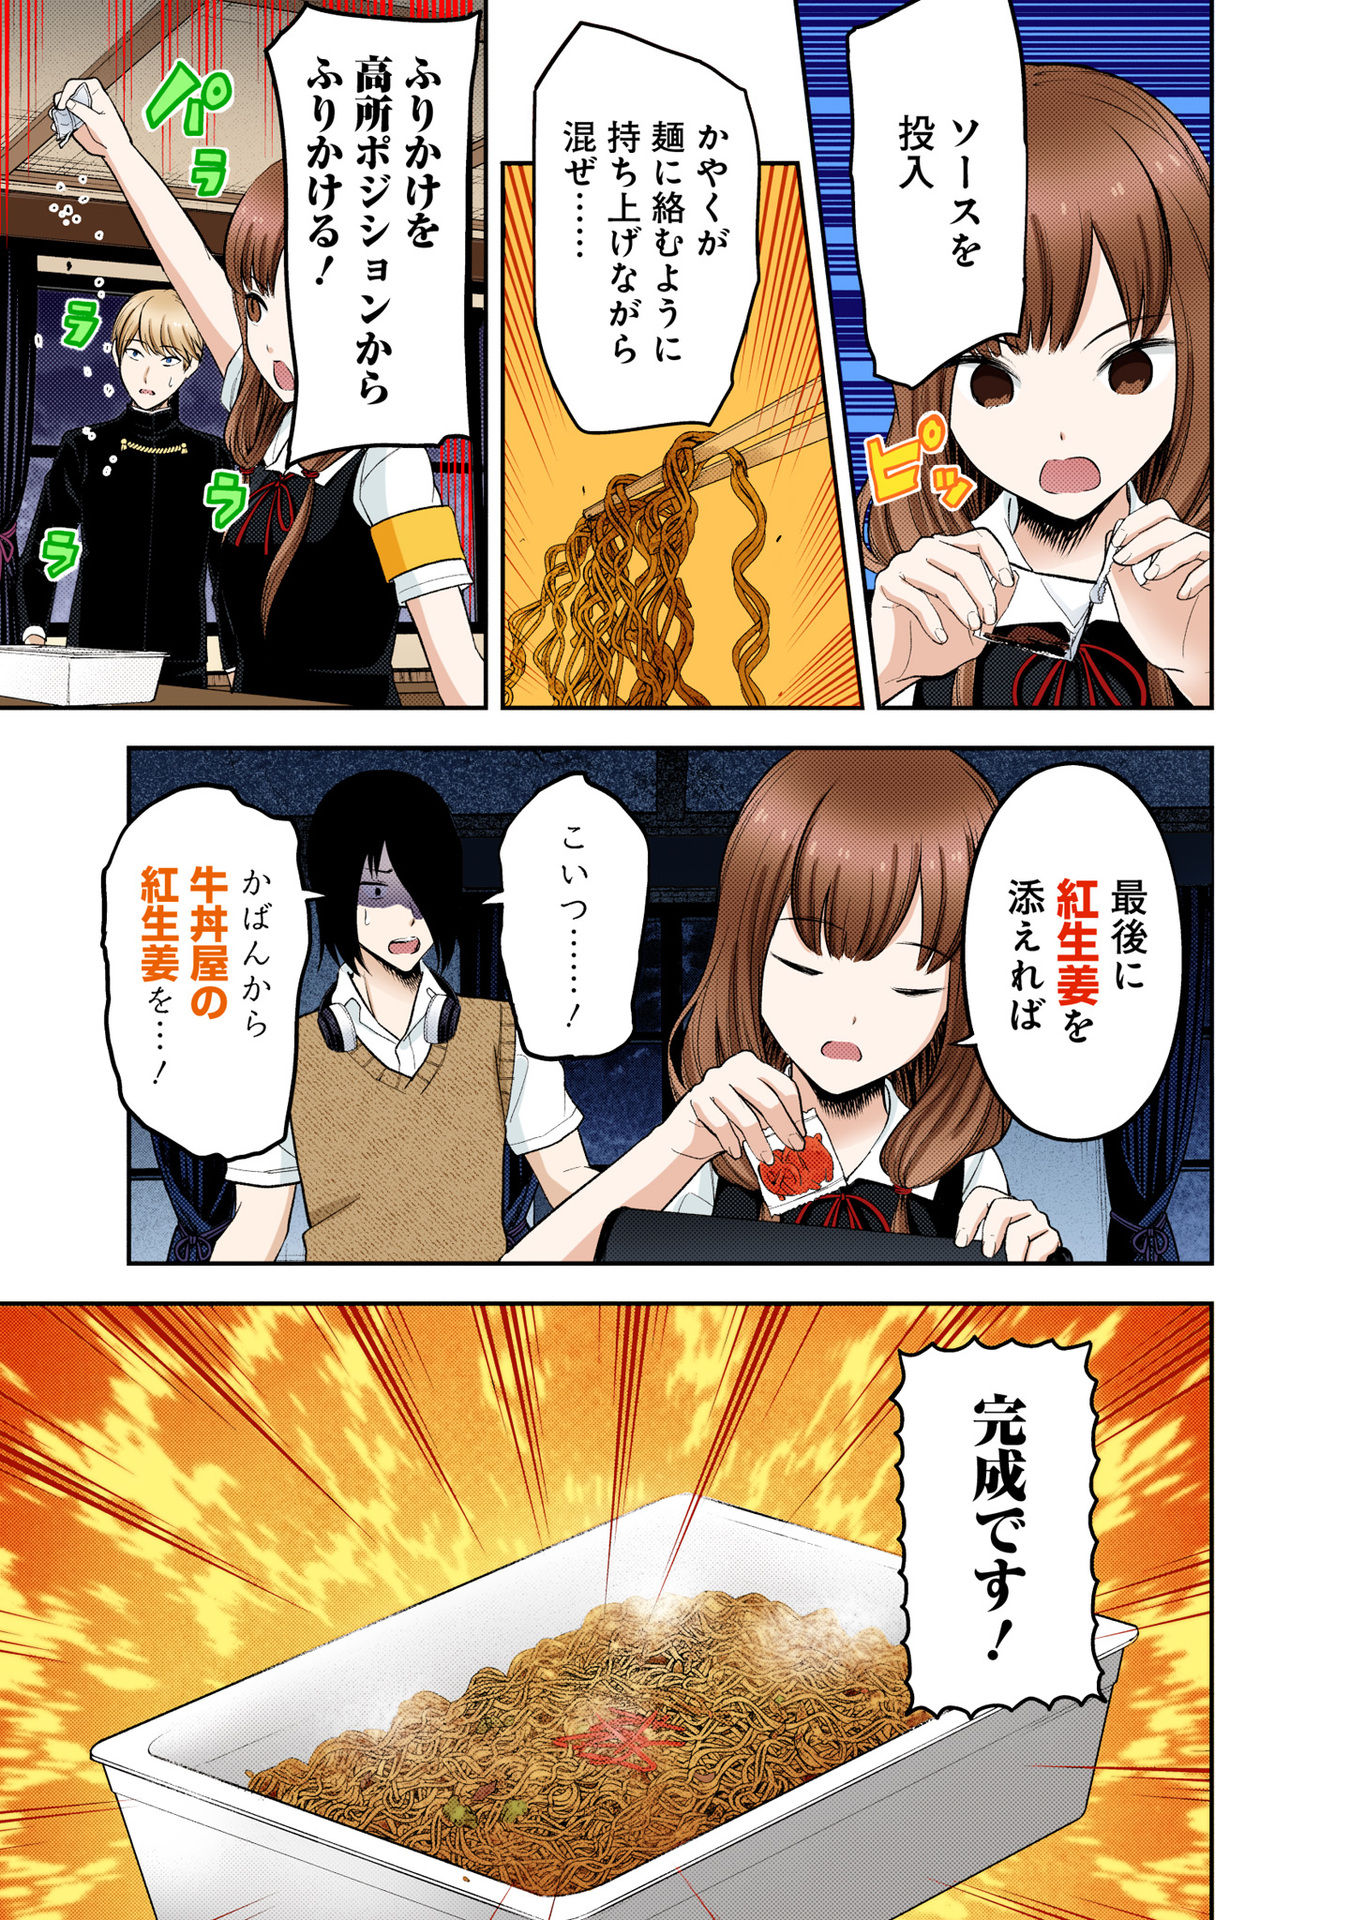 ソースを
投入
ピッ
かやくが
麺に絡むように
持ち上げながら
混ぜ……
ふりかけを
高所ポジションから
ふりかける！
パ
ラ
ラ
ラ
ラ
最後に
紅生姜を
添えれば
こいつ……！
かばんから
牛丼屋の
紅生姜を…！
完成です！